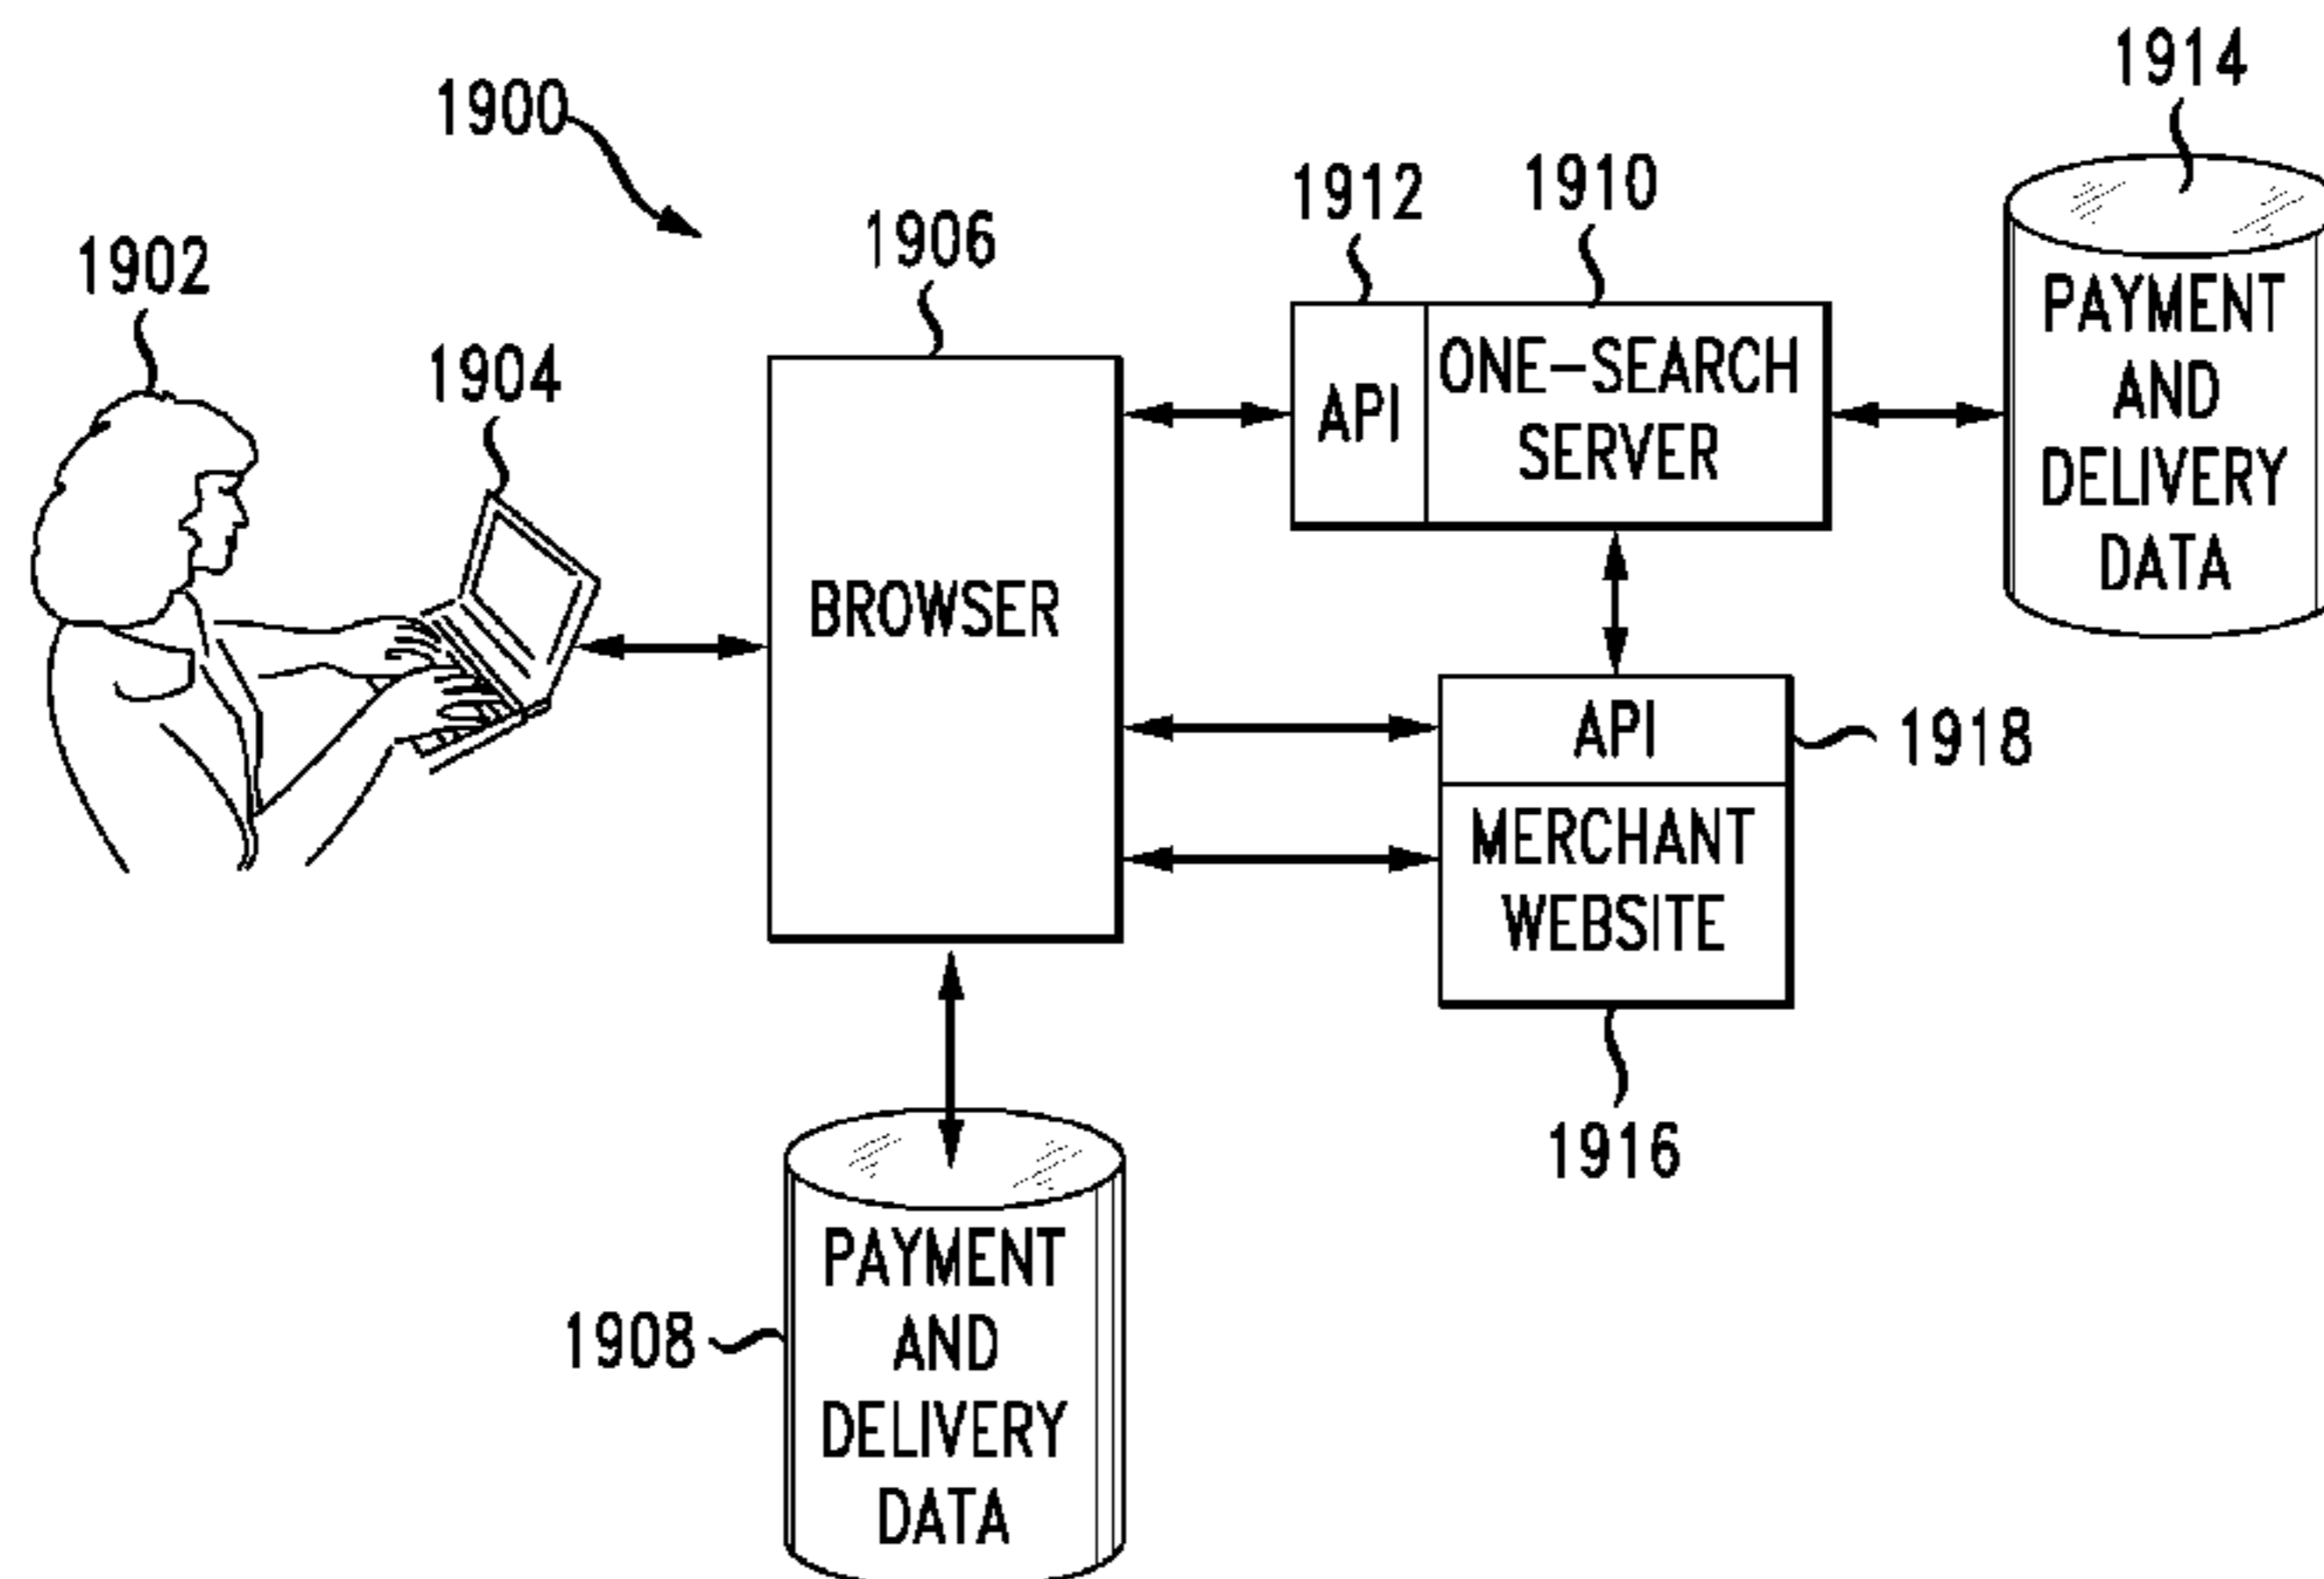 1900
1902
1904
1906
1912
1910
1914
BROWSER
API
ONE-SEARCH
SERVER
PAYMENT
AND
DELIVERY
DATA
API
1918
MERCHANT
WEBSITE
1916
1908
PAYMENT
AND
DELIVERY
DATA